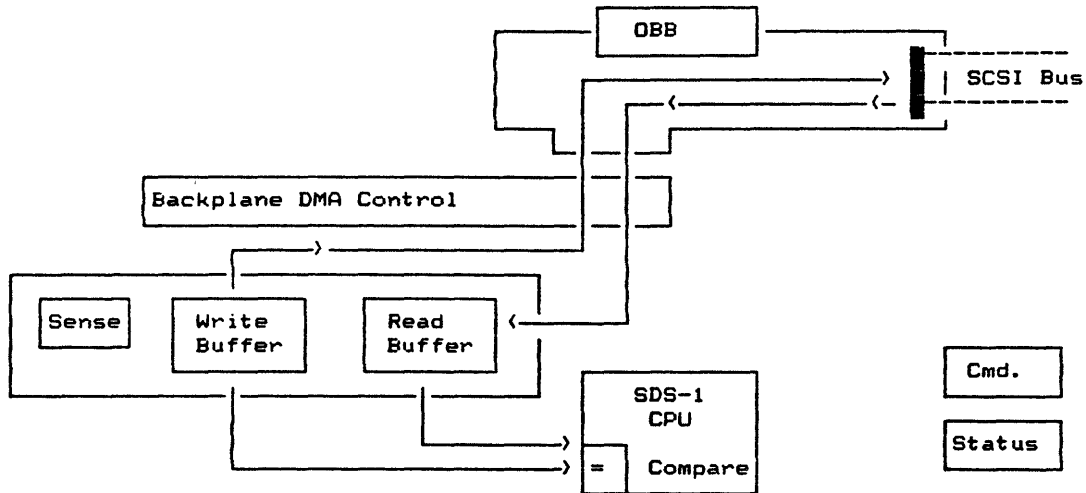 OBB
SCSI Bus
Backplane DMA Control
Sense
Write
Buffer
Read
Buffer
Cmd.
SDS-1
CPU
Status
= Compare